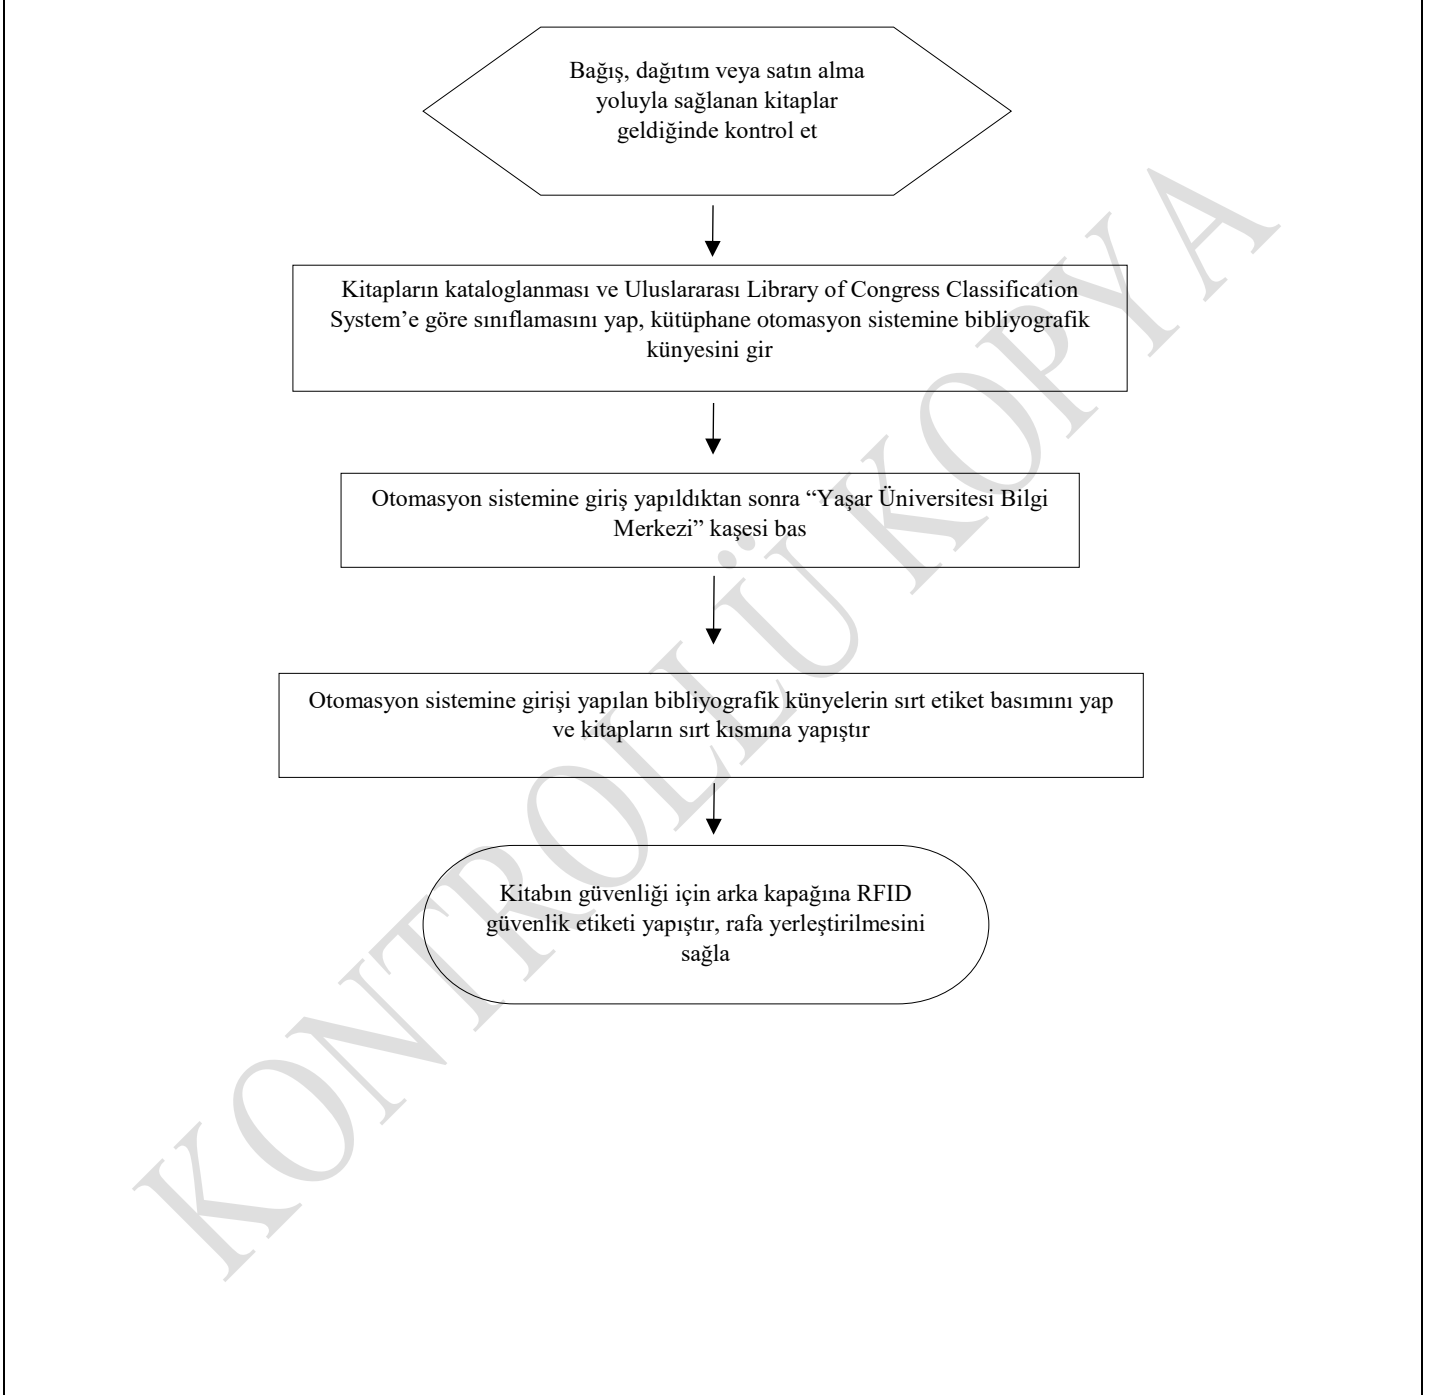 Bağış, dağıtım veya satın alma
yoluyla sağlanan kitaplar
geldiğinde kontrol et
Kitapların kataloglanması ve Uluslararası Library of Congress Classification
System’e göre sınıflamasını yap, kütüphane otomasyon sistemine bibliyografik
künyesini gir
Otomasyon sistemine giriş yapıldıktan sonra “Yaşar Üniversitesi Bilgi
Merkezi” kaşesi bas
Otomasyon sistemine girişi yapılan bibliyografik künyelerin sırt etiket basımını yap
ve kitapların sırt kısmına yapıştır
Kitabın güvenliği için arka kapağına RFID
güvenlik etiketi yapıştır, rafa yerleştirilmesini
sağla
KONTROLLÜ KOPYA